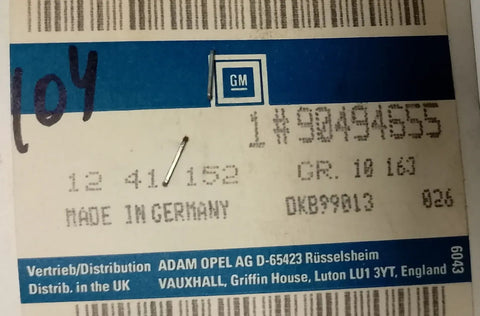 104
GM
1#90494655
12 41 152 GR. 10 163
MADE IN GERMANY DKB99013 026
Vertrieb/Distribution ADAM OPEL AG D-65423 Rüsselsheim
Distrib. in the UK VAUXHALL, Griffin House, Luton LU1 3YT, England
6043